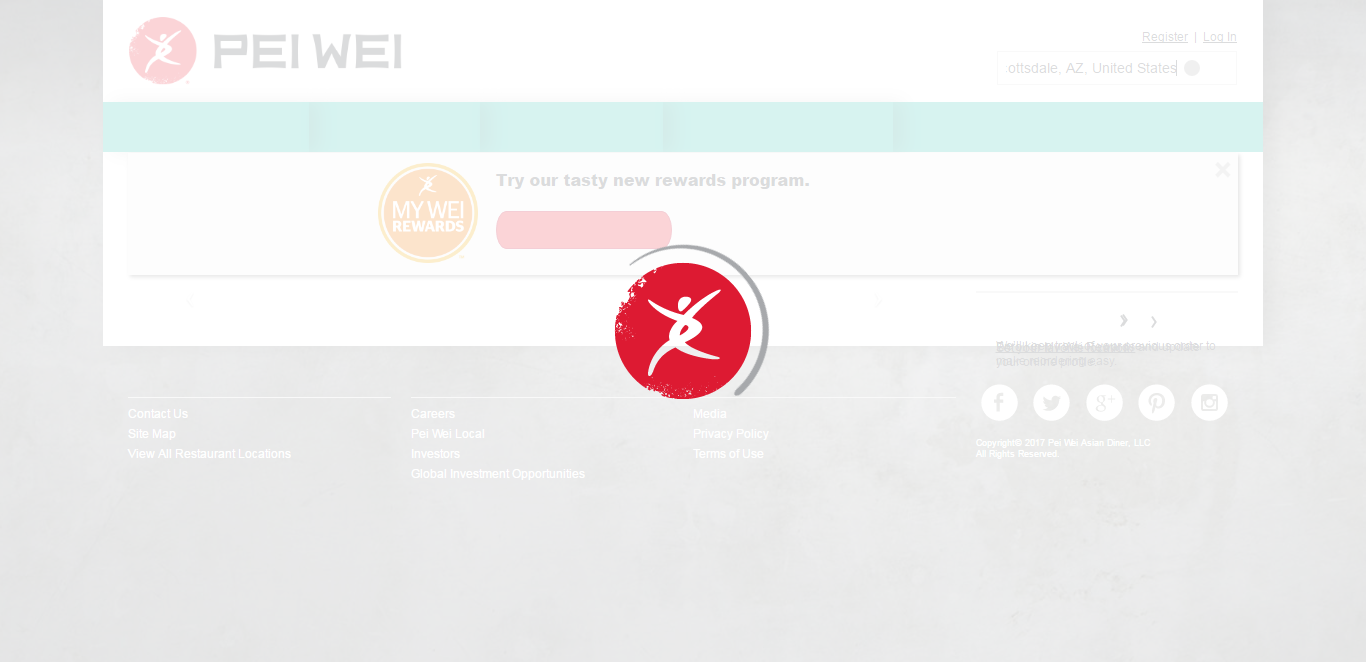 PEI WEI
Register | Log In
ottsdale, AZ, United States
Try our tasty new rewards program.
MY WEI
REWARDS
Contact Us
Site Map
View All Restaurant Locations
Careers
Pei Wei Local
Investors
Global Investment Opportunities
Media
Privacy Policy
Terms of Use
g+
Copyright© 2017 Pei Wei Asian Diner, LLC
All Rights Reserved.